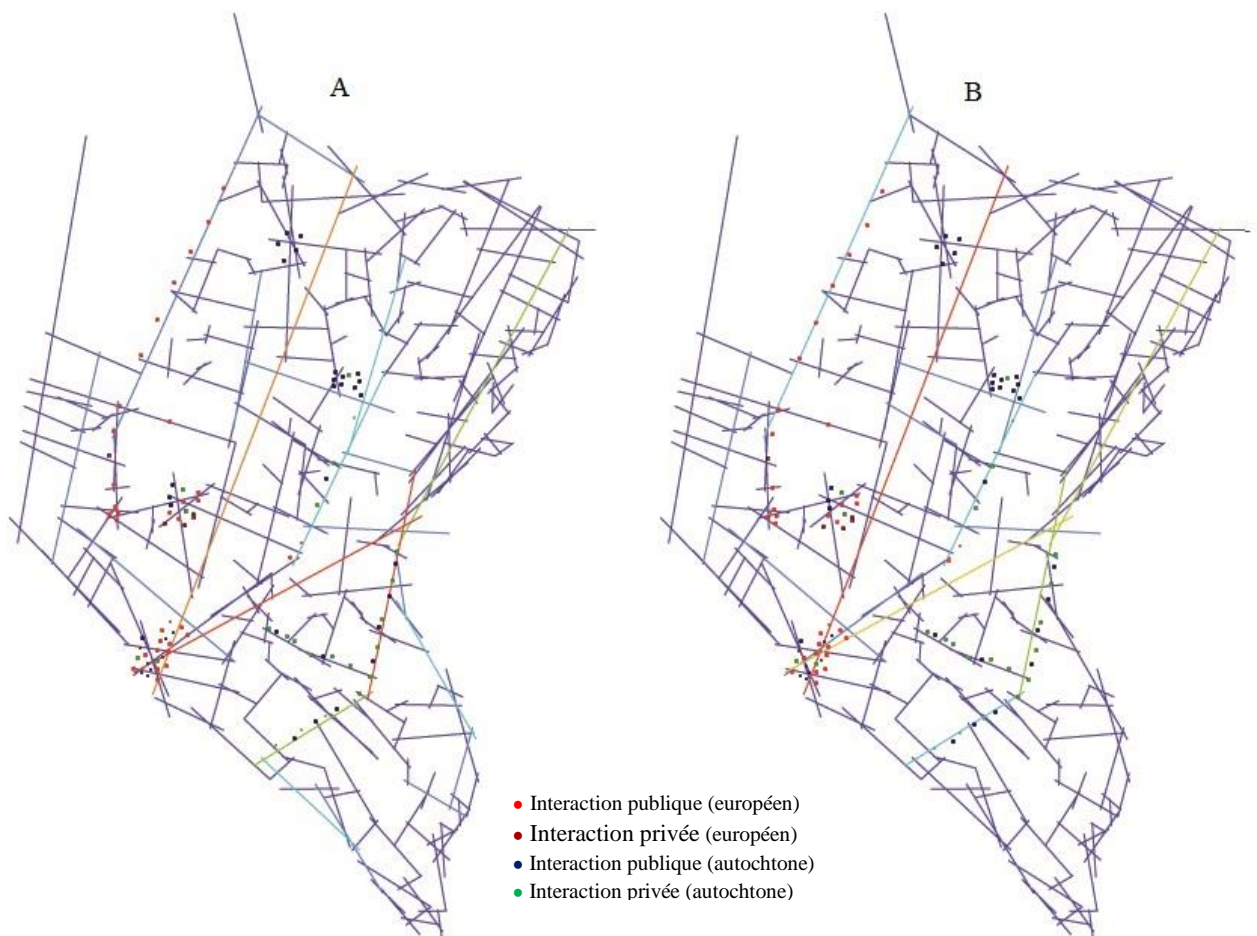 A
B
Interaction publique (européen)
Interaction privée (européen)
Interaction publique (autochtone)
Interaction privée (autochtone)